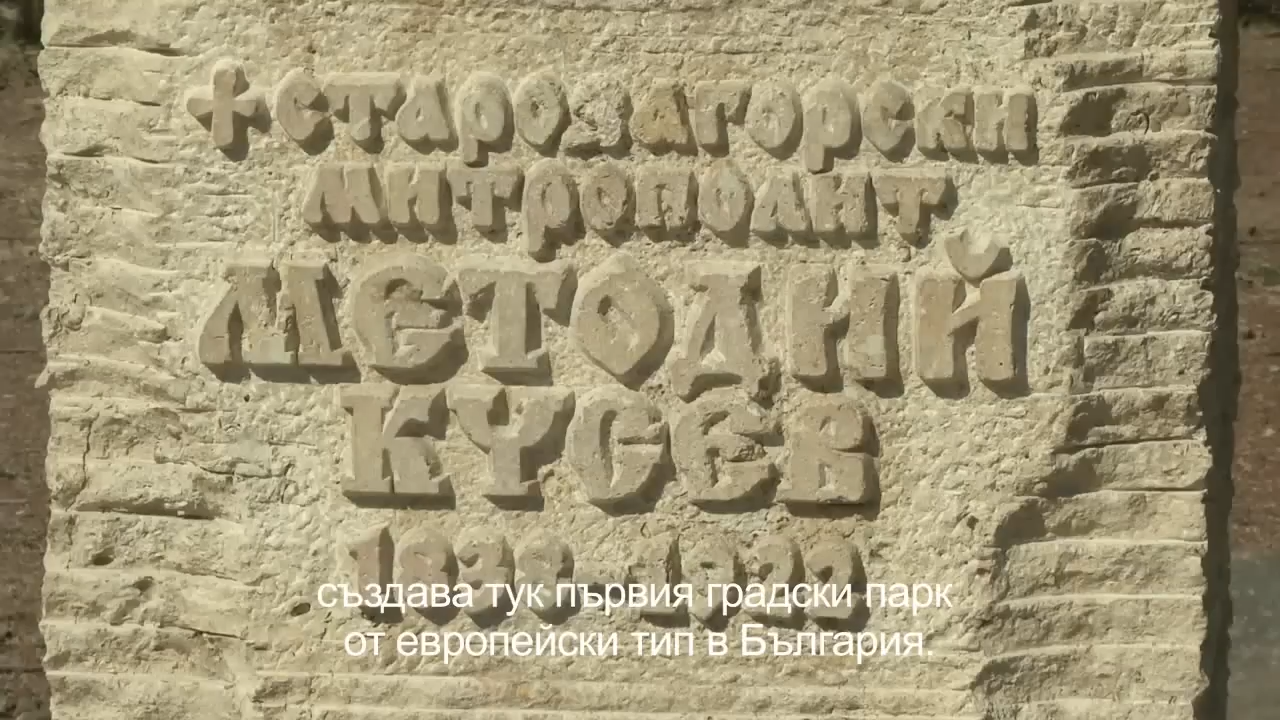 + СТАРОЗАГОРСКИ
МИТРОПОЛИТ
МЕТОДИЙ
КУСЕВ
създава тук първия градски парк
от европейски тип в България.